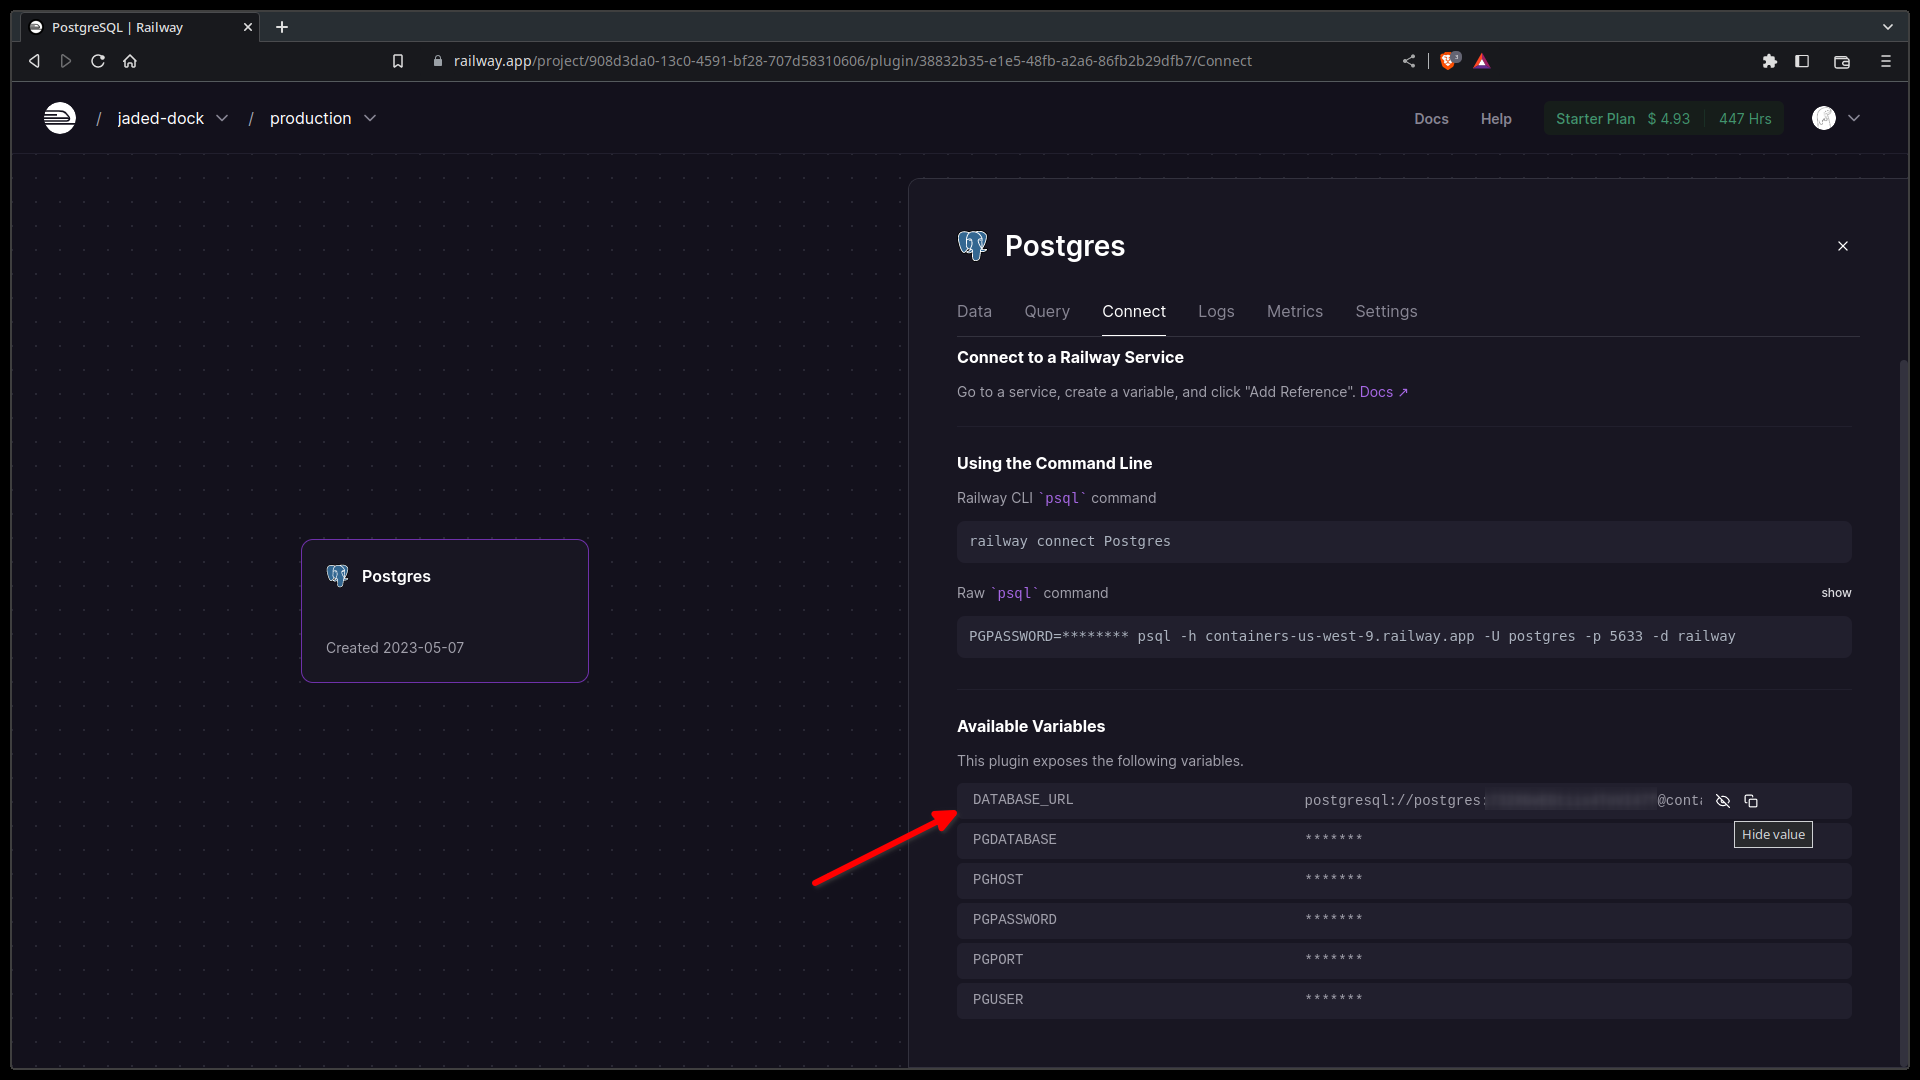 PostgreSQL | Railway
railway.app/project/908d3da0-13c0-4591-bf28-707d58310606/plugin/38832b35-e1e5-48fb-a2a6-86fb2b29dfb7/Connect
3
/ jaded-dock / production
Docs Help Starter Plan $ 4.93 447 Hrs
Postgres
Created 2023-05-07
Postgres
Data Query Connect Logs Metrics Settings
Connect to a Railway Service
Go to a service, create a variable, and click "Add Reference". Docs ↗
Using the Command Line
Railway CLI `psql` command
railway connect Postgres
Raw `psql` command show
PGPASSWORD=******** psql -h containers-us-west-9.railway.app -U postgres -p 5633 -d railway
Available Variables
This plugin exposes the following variables.
DATABASE_URL postgresql://postgres: @conta
Hide value
PGDATABASE *******
PGHOST *******
PGPASSWORD *******
PGPORT *******
PGUSER *******